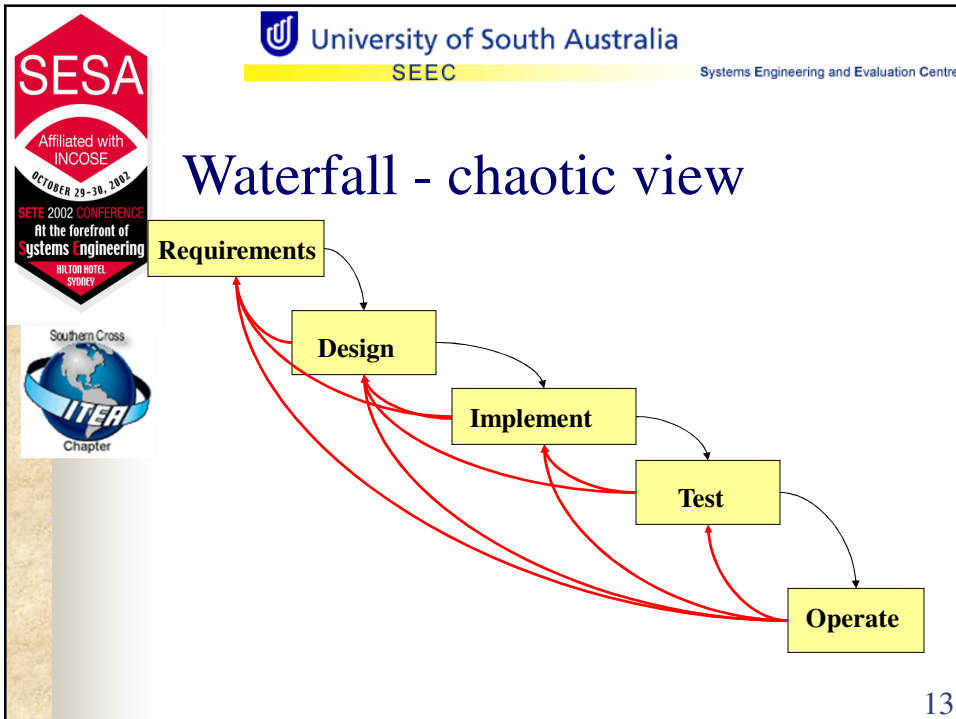 University of South Australia
SEEC
Systems Engineering and Evaluation Centre
SESA
Affiliated with
INCOSE
OCTOBER 29-30, 2002
SETE 2002 CONFERENCE
At the forefront of
Systems Engineering
HILTON HOTEL
SYDNEY
Southern Cross
ITEA
Chapter
Waterfall - chaotic view
Requirements
Design
Implement
Test
Operate
13